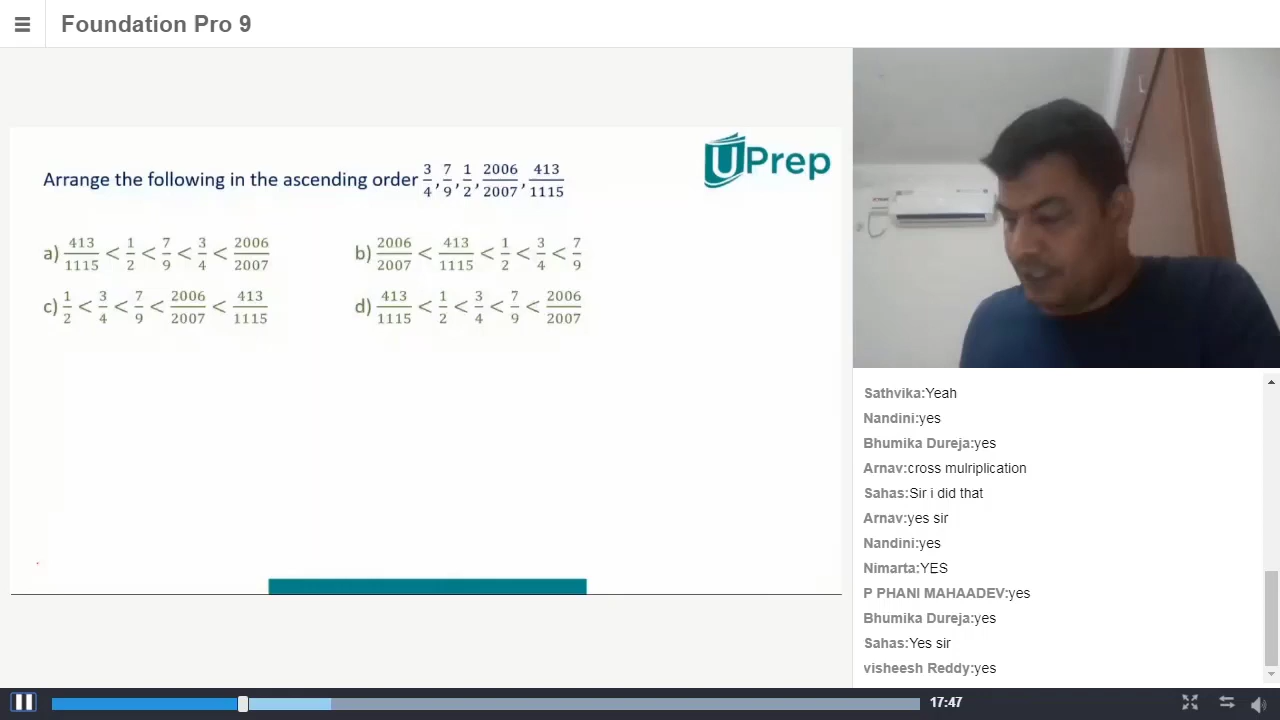 Foundation Pro 9
UPrep
Arrange the following in the ascending order 3/4, 7/9, 1/2, 2006/2007, 413/1115
a) 413/1115 < 1/2 < 7/9 < 3/4 < 2006/2007
b) 2006/2007 < 413/1115 < 1/2 < 3/4 < 7/9
c) 1/2 < 3/4 < 7/9 < 2006/2007 < 413/1115
d) 413/1115 < 1/2 < 3/4 < 7/9 < 2006/2007
Sathvika:Yeah
Nandini:yes
Bhumika Dureja:yes
Arnav:cross mulriplication
Sahas:Sir i did that
Arnav:yes sir
Nandini:yes
Nimarta:YES
P PHANI MAHAADEV:yes
Bhumika Dureja:yes
Sahas:Yes sir
visheesh Reddy:yes
17:47